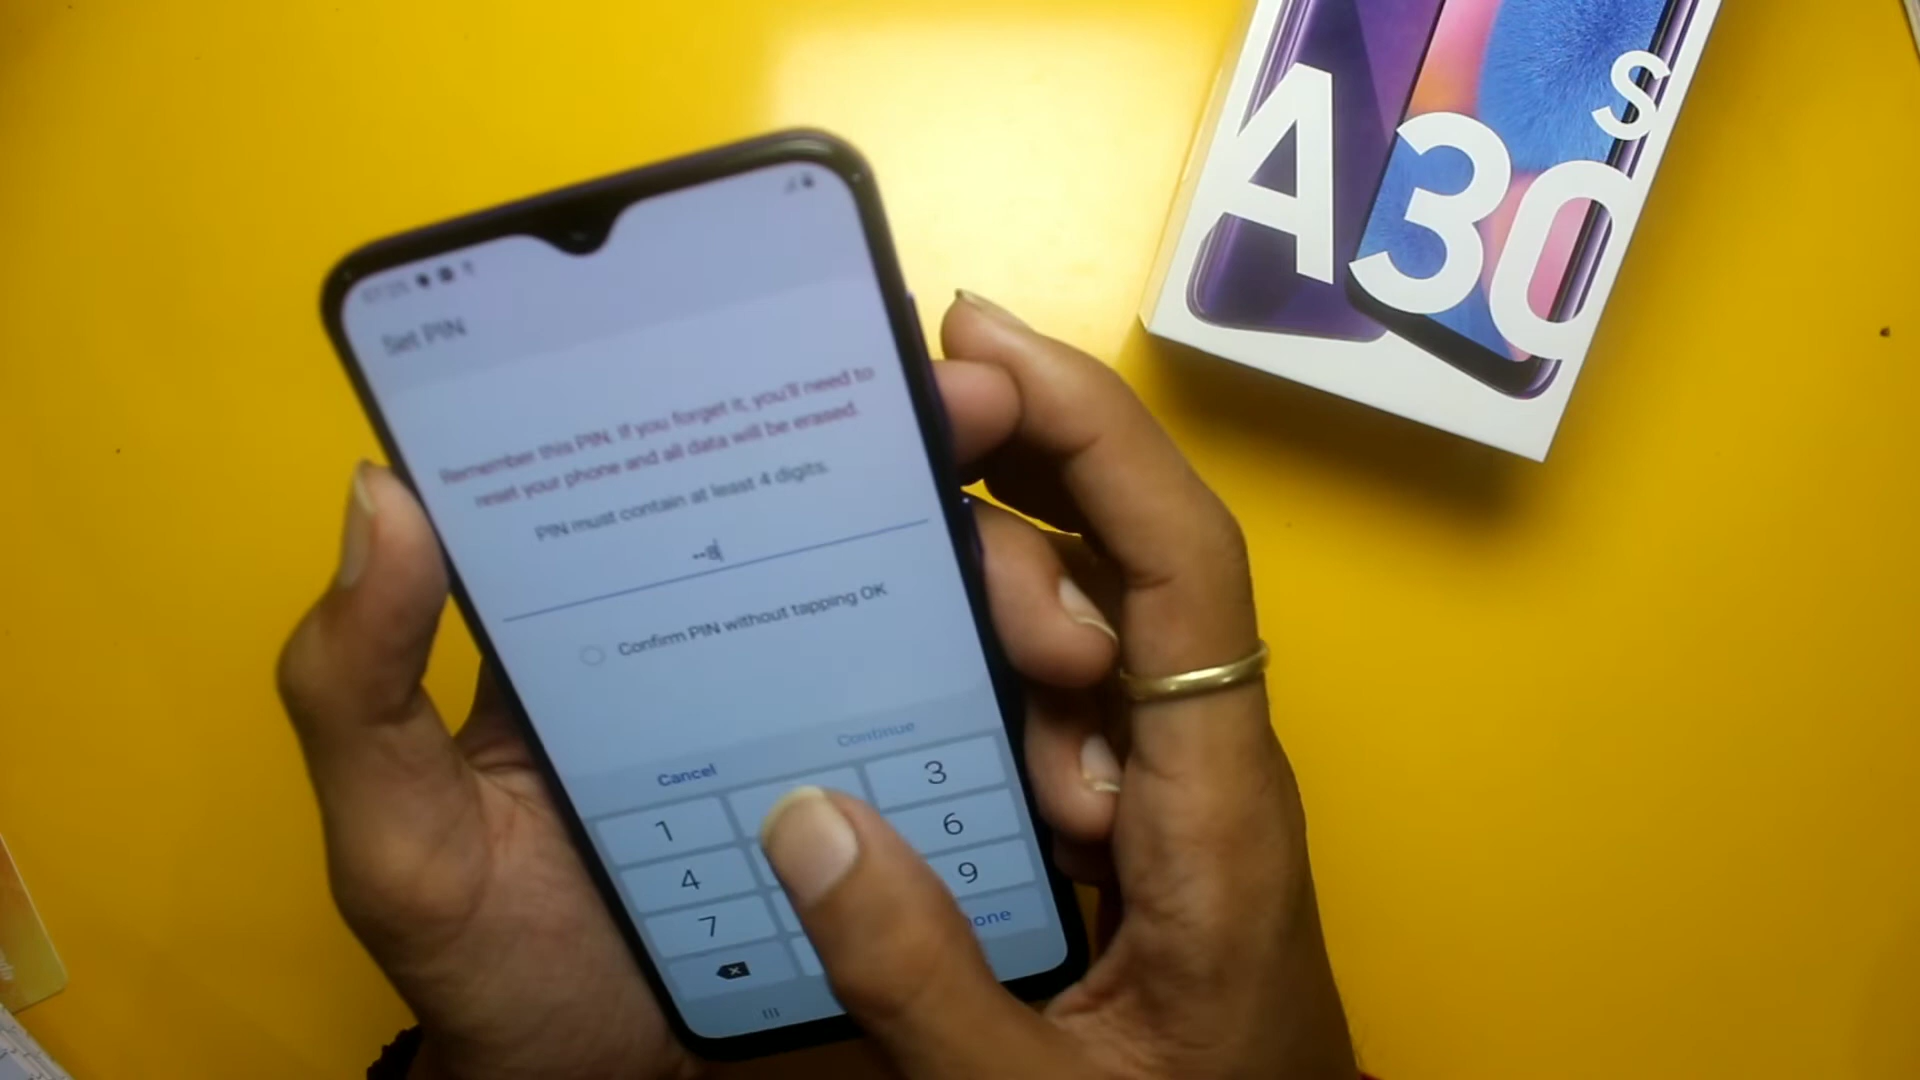 A30s
Set PIN
Remember this PIN. If you forget it, you'll need to
reset your phone and all data will be erased.
PIN must contain at least 4 digits.
••8
Confirm PIN without tapping OK
Cancel
Continue
1
3
4
6
7
9